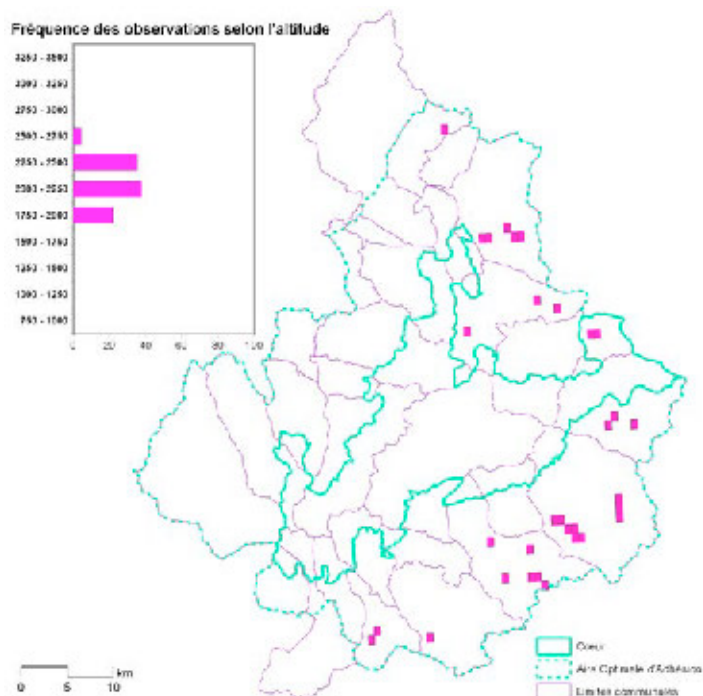 Fréquence des observations selon l'altitude
3250 - 3500
3000 - 3250
2750 - 3000
2500 - 2750
2250 - 2500
2000 - 2250
1750 - 2000
1500 - 1750
1250 - 1500
1000 - 1250
750 - 1000
0 20 40 60 80 100
Coeur
Aire Optimale d'Adhésion
Limites communales
0 5 10
km